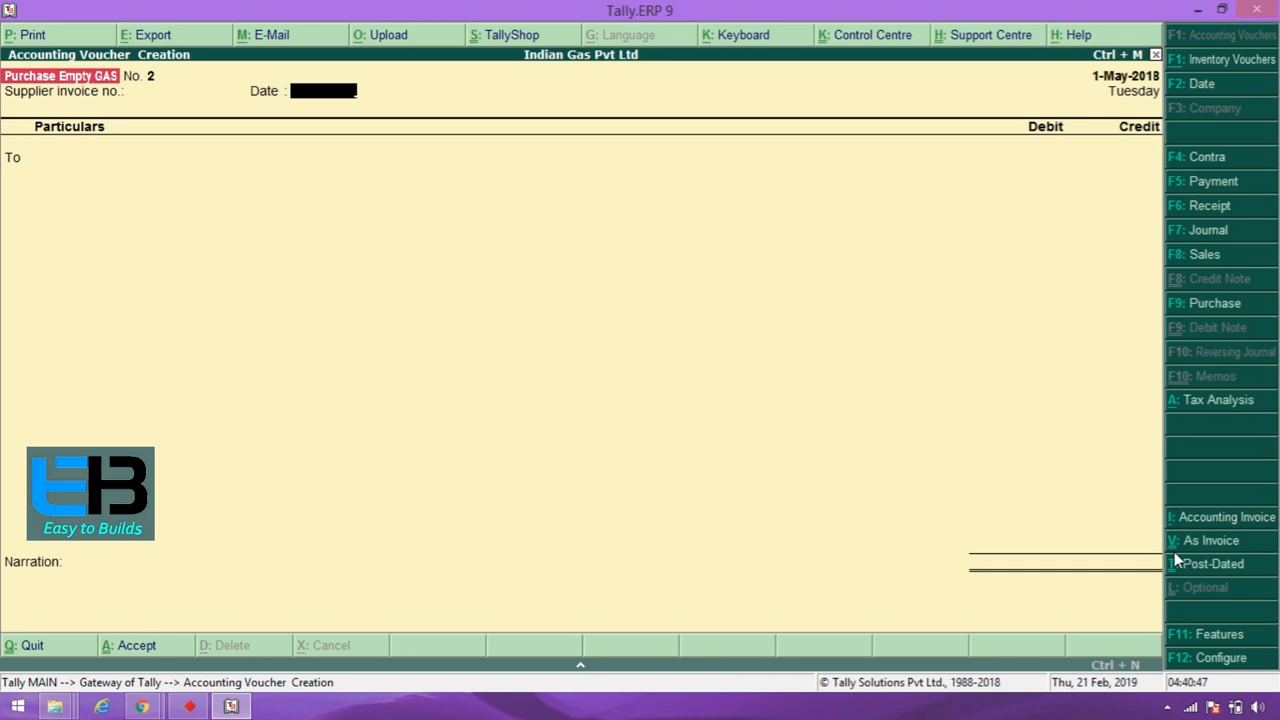 Tally.ERP 9
P: Print E: Export M: E-Mail O: Upload S: TallyShop G: Language K: Keyboard K: Control Centre H: Support Centre H: Help
Accounting Voucher Creation Indian Gas Pvt Ltd Ctrl + M
Purchase Empty GAS No. 2 1-May-2018
Supplier invoice no.: Date : Tuesday
Particulars Debit Credit
To
Narration:
EB
Easy to Builds
F1: Accounting Vouchers
F1: Inventory Vouchers
F2: Date
F3: Company
F4: Contra
F5: Payment
F6: Receipt
F7: Journal
F8: Sales
F8: Credit Note
F9: Purchase
F9: Debit Note
F10: Reversing Journal
F10: Memos
A: Tax Analysis
I: Accounting Invoice
V: As Invoice
T: Post-Dated
L: Optional
F11: Features
F12: Configure
Q: Quit A: Accept D: Delete X: Cancel
Ctrl + N
Tally MAIN --> Gateway of Tally --> Accounting Voucher Creation © Tally Solutions Pvt Ltd., 1988-2018 Thu, 21 Feb, 2019 04:40:47